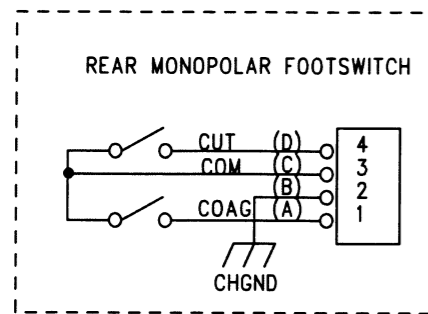 REAR MONOPOLAR FOOTSWITCH
CUT (D) 4
COM (C) 3
(B) 2
COAG (A) 1
CHGND